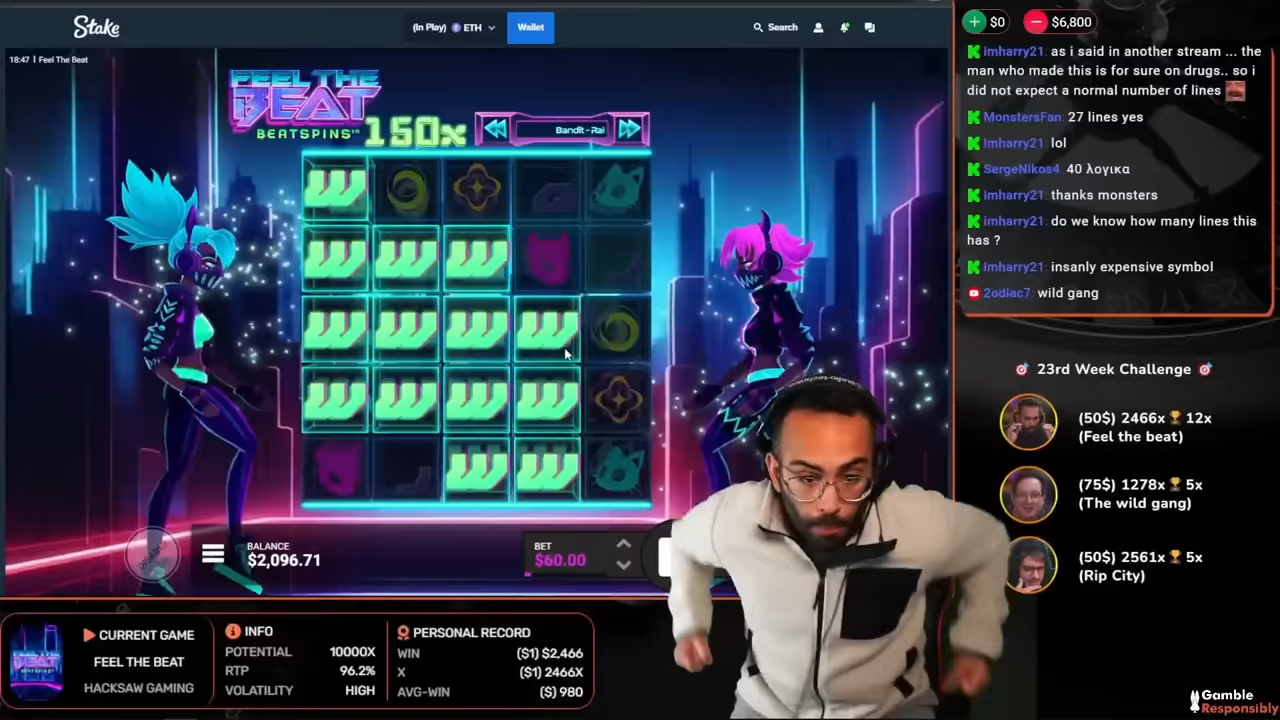 Stake
(In Play) ETH
Wallet
Search
18:47 | Feel The Beat
FEEL THE
BEAT
BEATSPINS™
150x
Bandit - Rai
BALANCE
$2,096.71
BET
$60.00
CURRENT GAME
FEEL THE BEAT
HACKSAW GAMING
INFO
POTENTIAL 10000X
RTP 96.2%
VOLATILITY HIGH
PERSONAL RECORD
WIN ($1) $2,466
X ($1) 2466X
AVG-WIN ($) 980
$0
$6,800
imharry21: as i said in another stream ... the
man who made this is for sure on drugs.. so i
did not expect a normal number of lines
MonstersFan: 27 lines yes
imharry21: lol
SergeNikos4 40 λογικα
imharry21: thanks monsters
imharry21: do we know how many lines this
has ?
imharry21: insanly expensive symbol
2odiac7: wild gang
23rd Week Challenge
(50$) 2466x 12x
(Feel the beat)
(75$) 1278x 5x
(The wild gang)
(50$) 2561x 5x
(Rip City)
Gamble
Responsibly